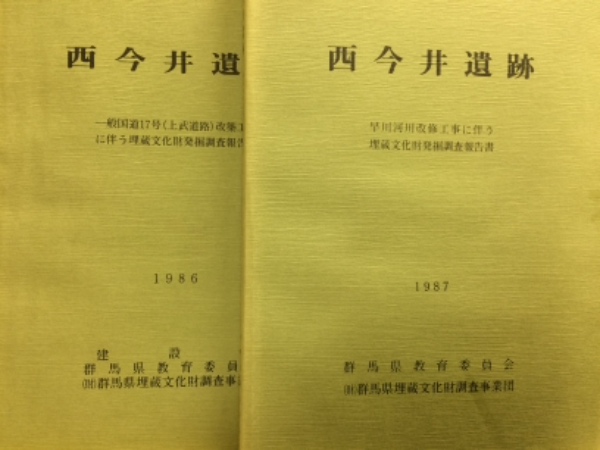 西今井遺
一般国道17号(上武道路)改築工
に伴う埋蔵文化財発掘調査報告
1986
建設
群馬県教育委員
(財)群馬県埋蔵文化財調査事
西今井遺跡
早川河川改修工事に伴う
埋蔵文化財発掘調査報告書
1987
群馬県教育委員会
(財)群馬県埋蔵文化財調査事業団